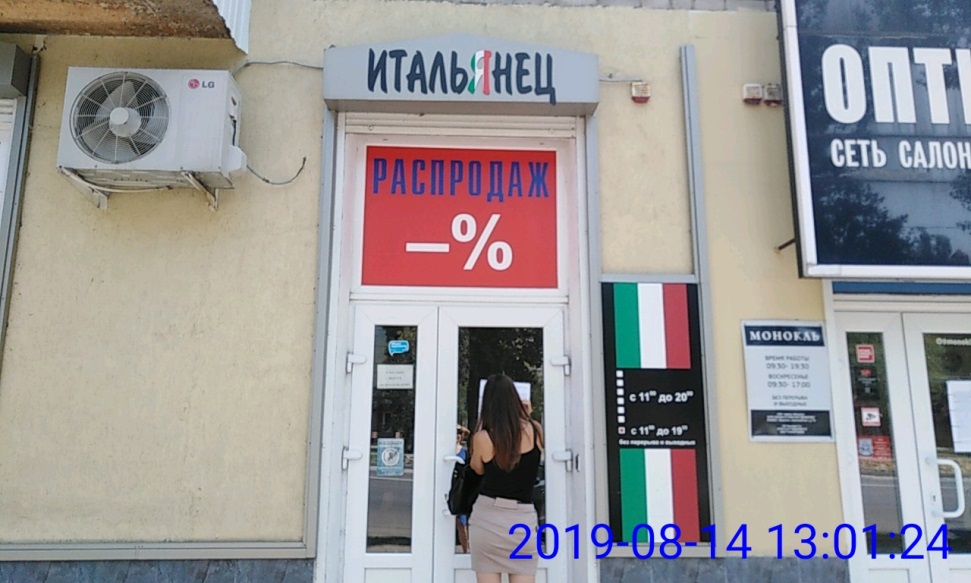 ИТАЛЬЯНЕЦ
LG
РАСПРОДАЖ
–%
ОПТ
СЕТЬ САЛОН
МОНОКЛЬ
ВРЕМЯ РАБОТЫ
09:30 - 19:30
ВОСКРЕСЕНЬЕ
09:30 - 17:00
БЕЗ ПЕРЕРЫВА
И ВЫХОДНЫХ
с 11⁰⁰ до 20⁰⁰
с 11⁰⁰ до 19⁰⁰
без перерыва и выходных
2019-08-14 13:01:24